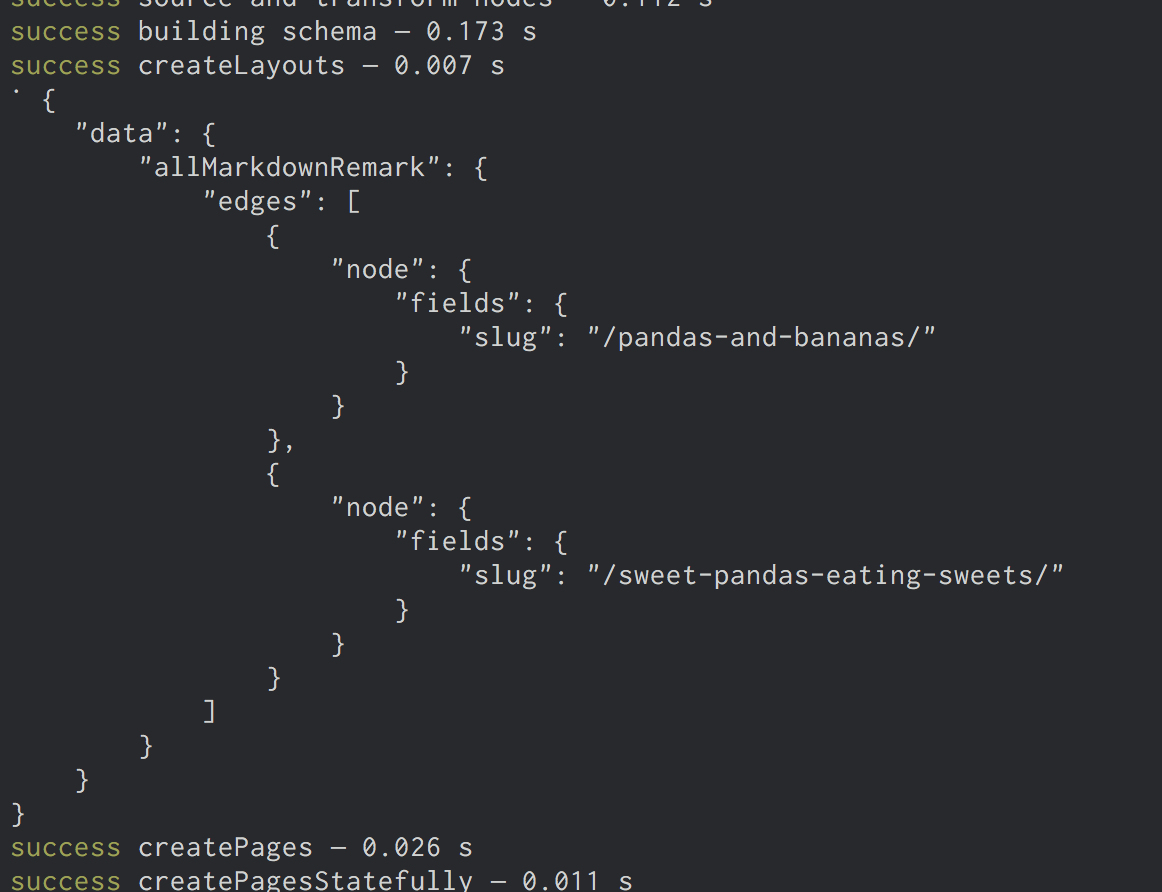 success source and transform nodes — 0.112 s
success building schema — 0.173 s
success createLayouts — 0.007 s
⠁ {
    "data": {
        "allMarkdownRemark": {
            "edges": [
                {
                    "node": {
                        "fields": {
                            "slug": "/pandas-and-bananas/"
                        }
                    }
                },
                {
                    "node": {
                        "fields": {
                            "slug": "/sweet-pandas-eating-sweets/"
                        }
                    }
                }
            ]
        }
    }
}
success createPages — 0.026 s
success createPagesStatefully — 0.011 s